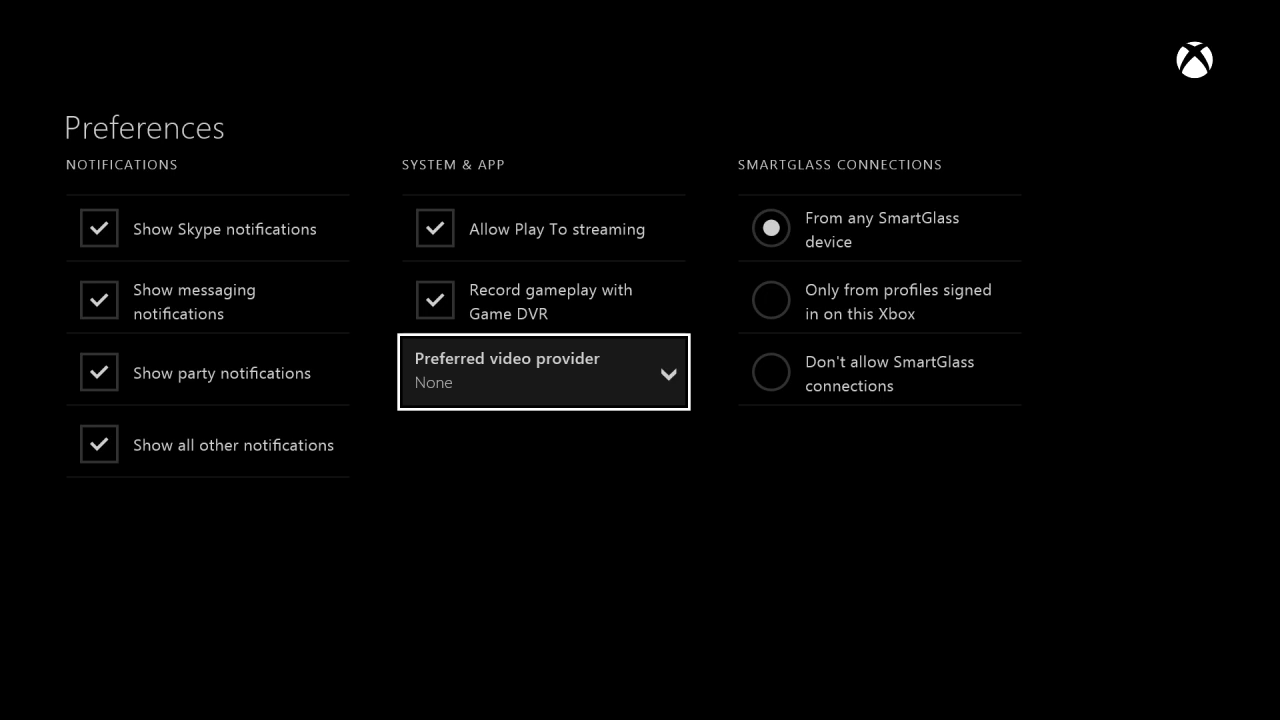 Preferences
NOTIFICATIONS
Show Skype notifications
Show messaging
notifications
Show party notifications
Show all other notifications
SYSTEM & APP
Allow Play To streaming
Record gameplay with
Game DVR
Preferred video provider
None
SMARTGLASS CONNECTIONS
From any SmartGlass
device
Only from profiles signed
in on this Xbox
Don't allow SmartGlass
connections